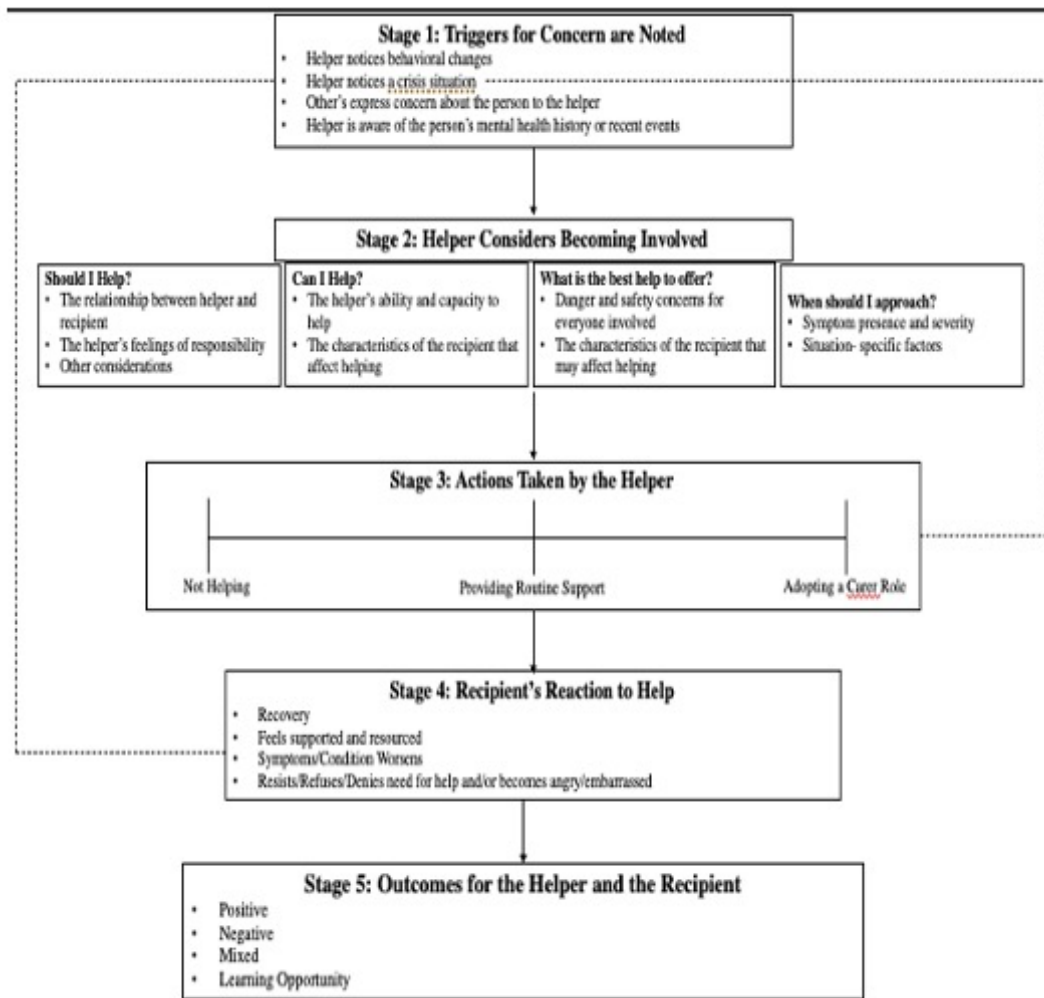 Stage 1: Triggers for Concern are Noted
• Helper notices behavioral changes
• Helper notices a crisis situation
• Other's express concern about the person to the helper
• Helper is aware of the person's mental health history or recent events
Stage 2: Helper Considers Becoming Involved
Should I Help?
• The relationship between helper and
recipient
• The helper's feelings of responsibility
• Other considerations
Can I Help?
• The helper's ability and capacity to
help
• The characteristics of the recipient that
affect helping
What is the best help to offer?
• Danger and safety concerns for
everyone involved
• The characteristics of the recipient that
may affect helping
When should I approach?
• Symptom presence and severity
• Situation- specific factors
Stage 3: Actions Taken by the Helper
Not Helping
Providing Routine Support
Adopting a Carer Role
Stage 4: Recipient's Reaction to Help
• Recovery
• Feels supported and resourced
• Symptoms/Condition Worsens
• Resists/Refuses/Denies need for help and/or becomes angry/embarrassed
Stage 5: Outcomes for the Helper and the Recipient
• Positive
• Negative
• Mixed
• Learning Opportunity